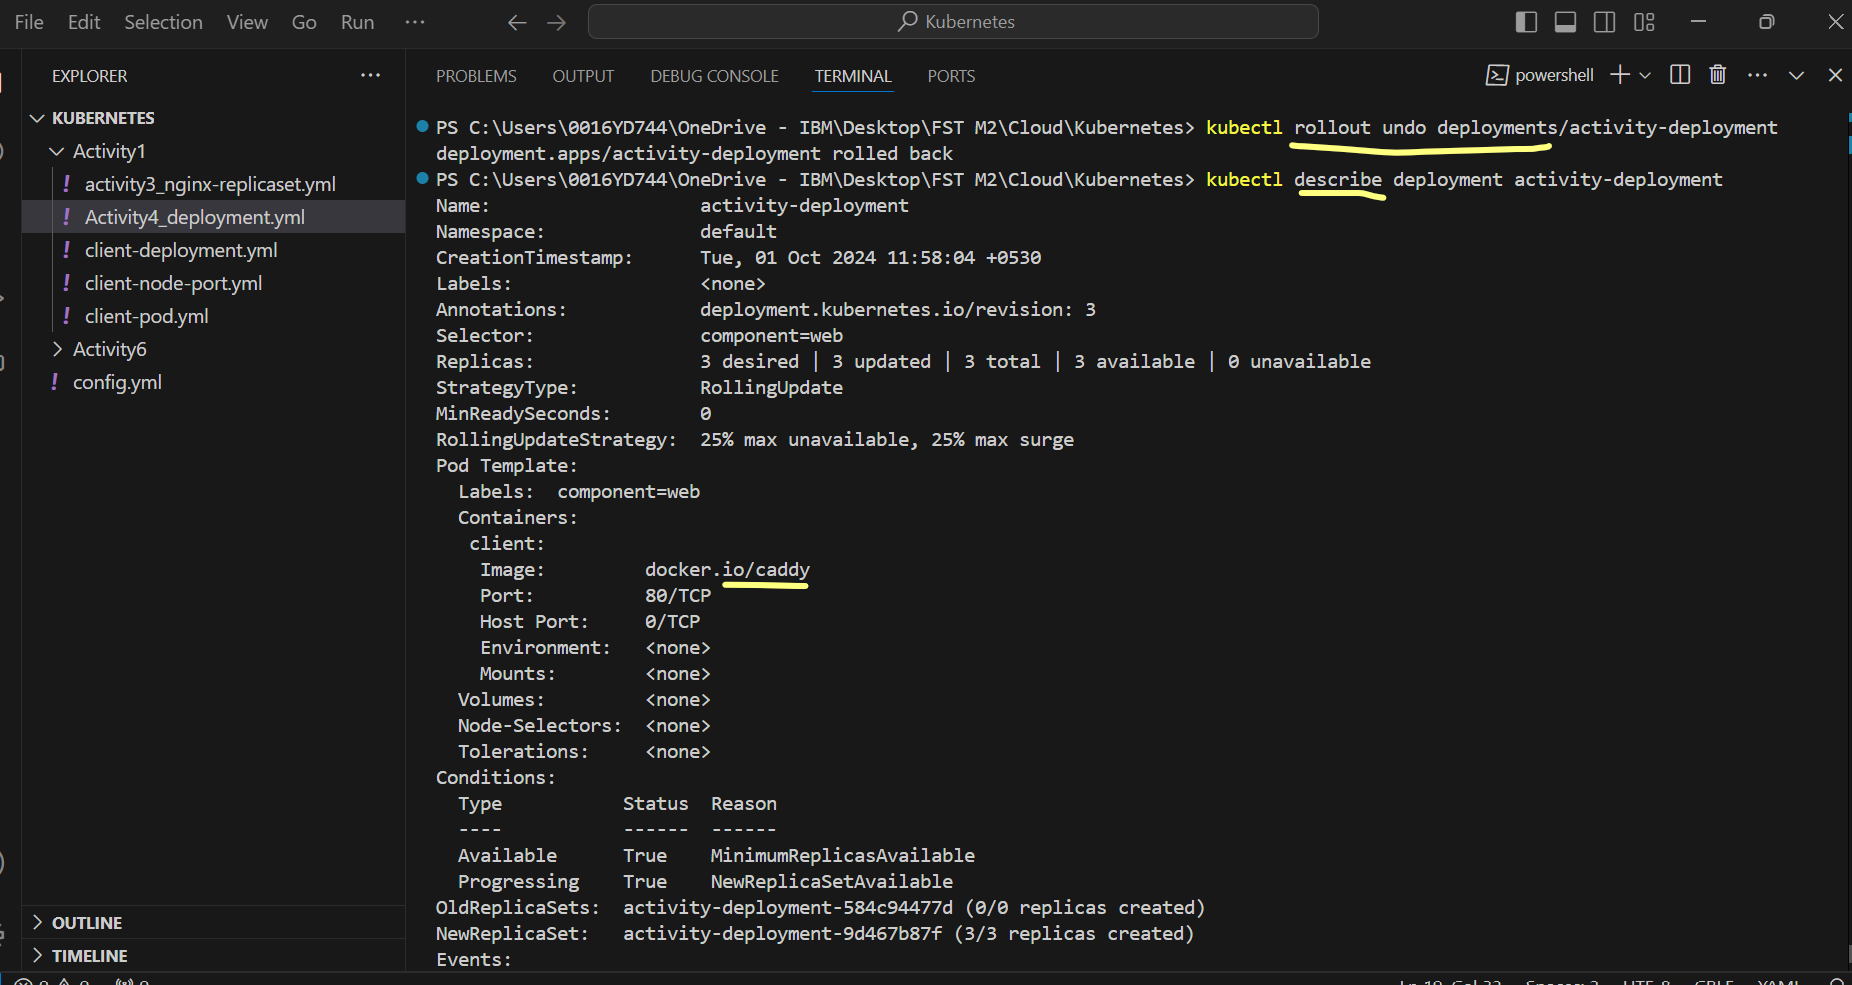 File Edit Selection View Go Run ... Kubernetes
EXPLORER ...
KUBERNETES
Activity1
! activity3_nginx-replicaset.yml
! Activity4_deployment.yml
! client-deployment.yml
! client-node-port.yml
! client-pod.yml
Activity6
! config.yml
OUTLINE
TIMELINE
PROBLEMS OUTPUT DEBUG CONSOLE TERMINAL PORTS powershell ...
PS C:\Users\0016YD744\OneDrive - IBM\Desktop\FST M2\Cloud\Kubernetes> kubectl rollout undo deployments/activity-deployment
deployment.apps/activity-deployment rolled back
PS C:\Users\0016YD744\OneDrive - IBM\Desktop\FST M2\Cloud\Kubernetes> kubectl describe deployment activity-deployment
Name: activity-deployment
Namespace: default
CreationTimestamp: Tue, 01 Oct 2024 11:58:04 +0530
Labels: <none>
Annotations: deployment.kubernetes.io/revision: 3
Selector: component=web
Replicas: 3 desired | 3 updated | 3 total | 3 available | 0 unavailable
StrategyType: RollingUpdate
MinReadySeconds: 0
RollingUpdateStrategy: 25% max unavailable, 25% max surge
Pod Template:
Labels: component=web
Containers:
client:
Image: docker.io/caddy
Port: 80/TCP
Host Port: 0/TCP
Environment: <none>
Mounts: <none>
Volumes: <none>
Node-Selectors: <none>
Tolerations: <none>
Conditions:
Type Status Reason
---- ------ ------
Available True MinimumReplicasAvailable
Progressing True NewReplicaSetAvailable
OldReplicaSets: activity-deployment-584c94477d (0/0 replicas created)
NewReplicaSet: activity-deployment-9d467b87f (3/3 replicas created)
Events: